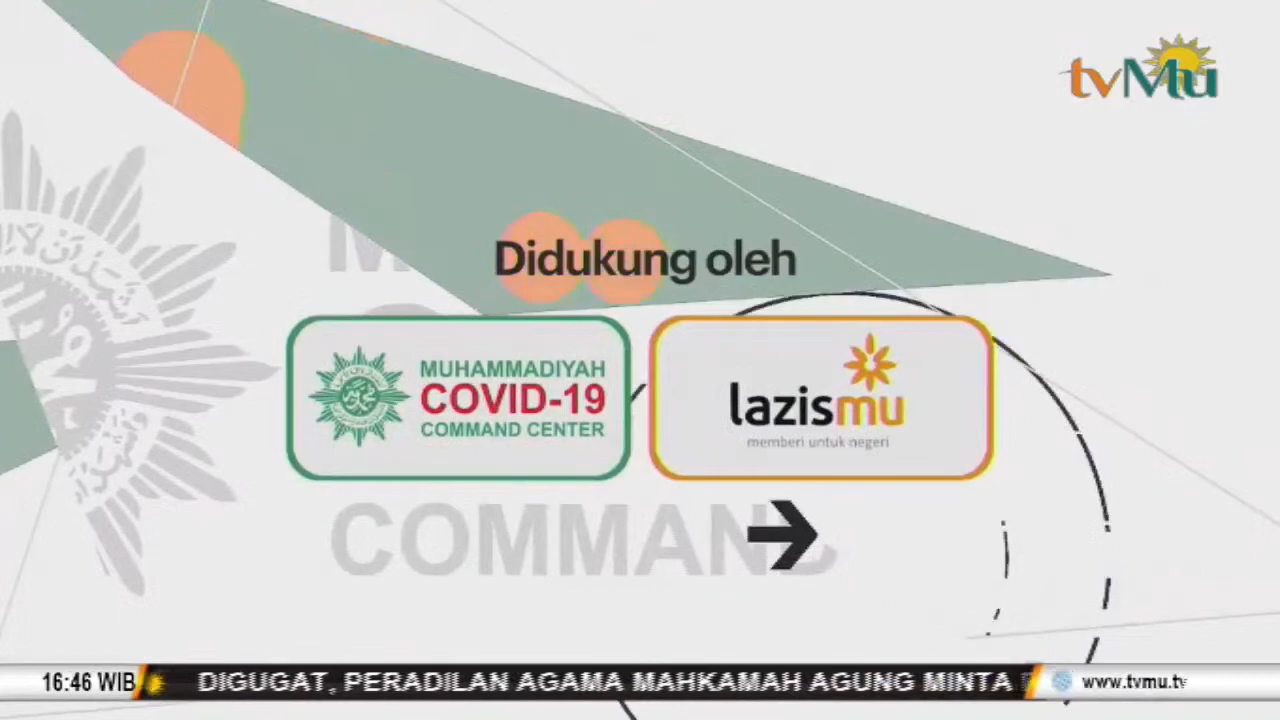 tvMu
Didukung oleh
MUHAMMADIYAH
COVID-19
COMMAND CENTER
lazismu
memberi untuk negeri
COMMAND
16:46 WIB
DIGUGAT, PERADILAN AGAMA MAHKAMAH AGUNG MINTA
www.tvmu.tv